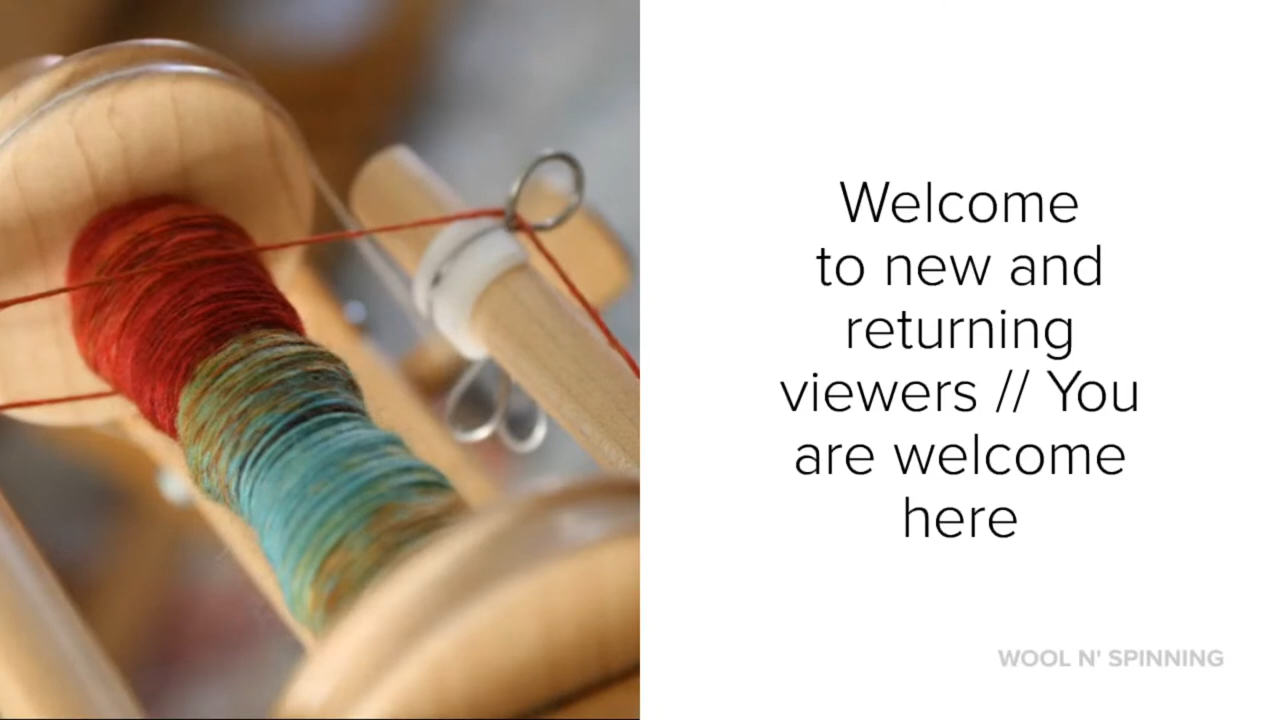 Welcome
to new and
returning
viewers // You
are welcome
here
WOOL N' SPINNING